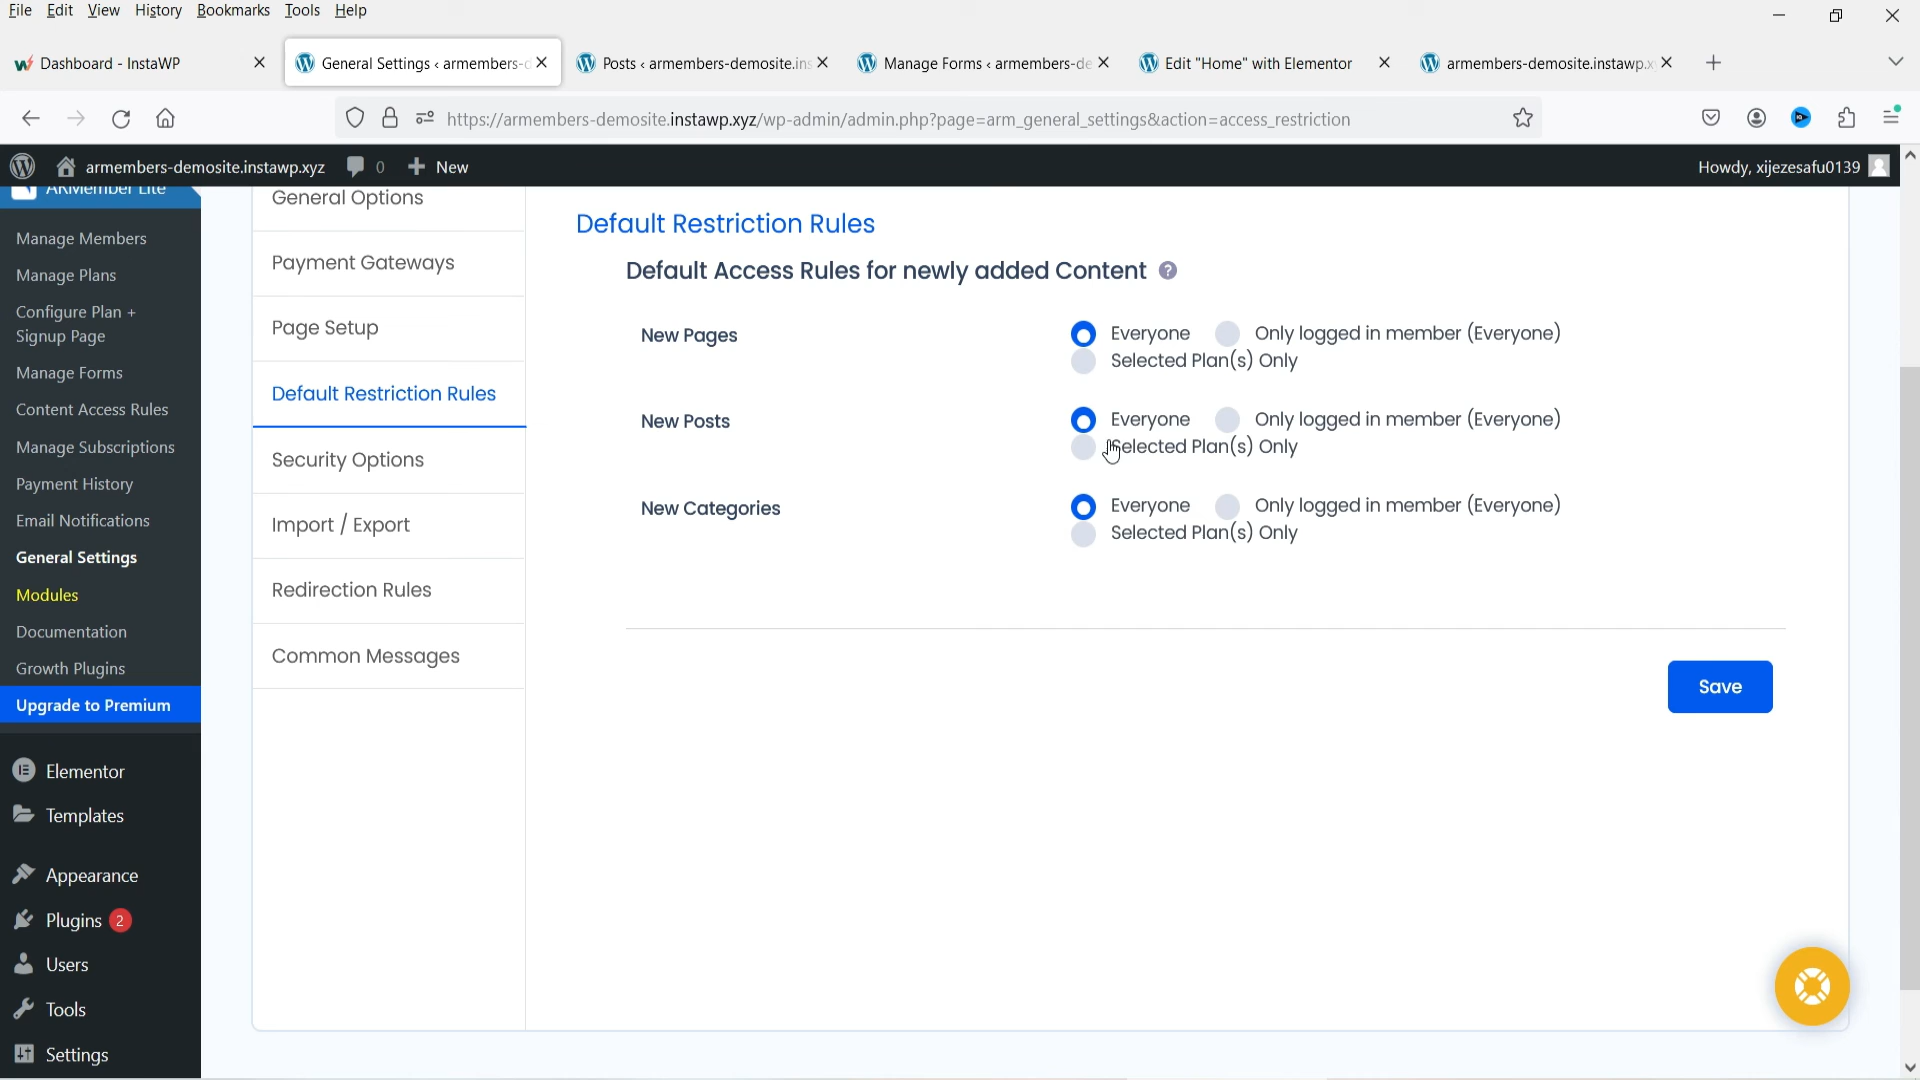 File Edit View History Bookmarks Tools Help
Dashboard - InstaWP
General Settings ‹ armembers-d
Posts ‹ armembers-demosite.ins
Manage Forms ‹ armembers-de
Edit "Home" with Elementor
armembers-demosite.instawp.x
https://armembers-demosite.instawp.xyz/wp-admin/admin.php?page=arm_general_settings&action=access_restriction
armembers-demosite.instawp.xyz 0 New
Howdy, xijezesafu0139
ARMember Lite
Manage Members
Manage Plans
Configure Plan +
Signup Page
Manage Forms
Content Access Rules
Manage Subscriptions
Payment History
Email Notifications
General Settings
Modules
Documentation
Growth Plugins
Upgrade to Premium
Elementor
Templates
Appearance
Plugins 2
Users
Tools
Settings
General Options
Payment Gateways
Page Setup
Default Restriction Rules
Security Options
Import / Export
Redirection Rules
Common Messages
Default Restriction Rules
Default Access Rules for newly added Content ?
New Pages
Everyone Only logged in member (Everyone)
Selected Plan(s) Only
New Posts
Everyone Only logged in member (Everyone)
Selected Plan(s) Only
New Categories
Everyone Only logged in member (Everyone)
Selected Plan(s) Only
Save